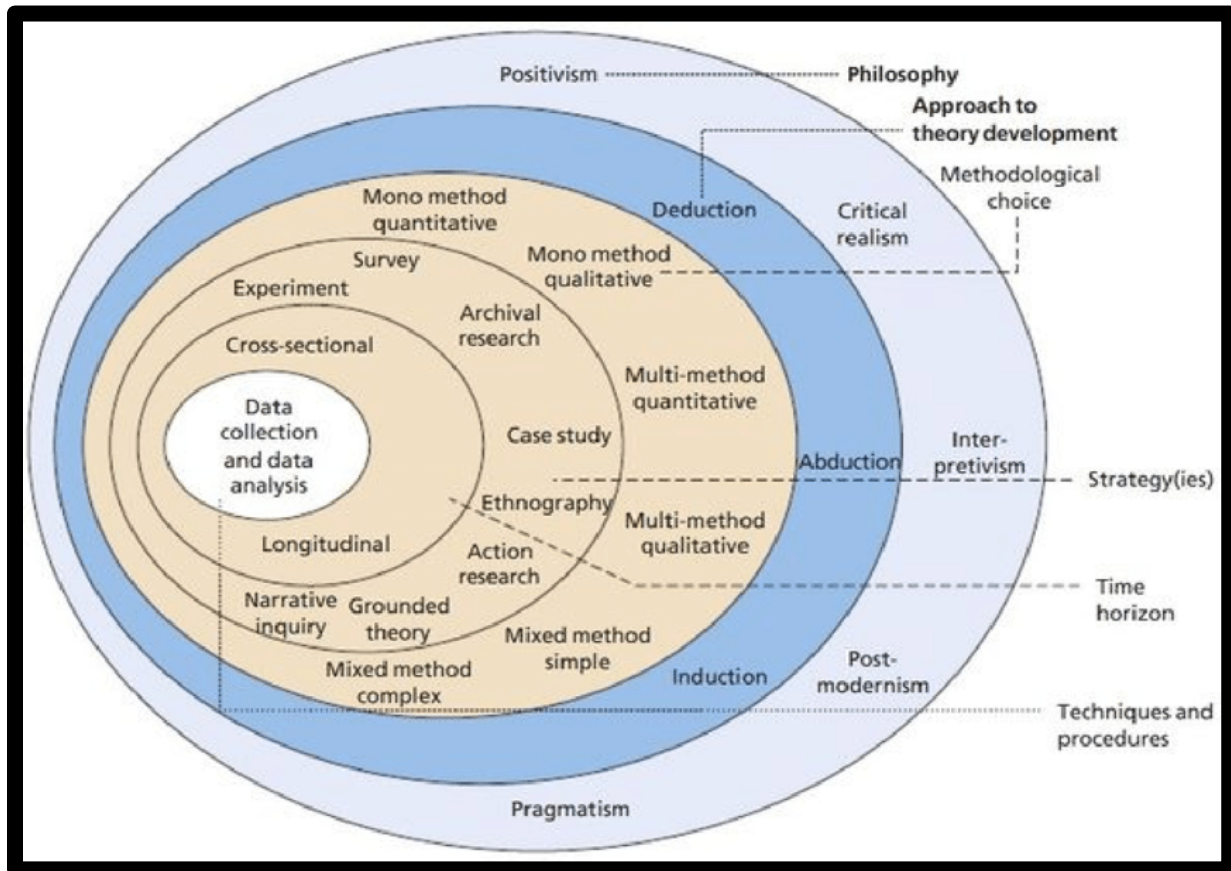 Positivism
Philosophy
Approach to
theory development
Methodological
choice
Mono method
quantitative
Deduction
Critical
realism
Survey
Mono method
qualitative
Experiment
Archival
research
Cross-sectional
Multi-method
quantitative
Data
collection
and data
analysis
Case study
Abduction
Inter-
pretivism
Strategy(ies)
Ethnography
Multi-method
qualitative
Longitudinal
Action
research
Time
horizon
Narrative
inquiry
Grounded
theory
Mixed method
simple
Mixed method
complex
Induction
Post-
modernism
Techniques and
procedures
Pragmatism